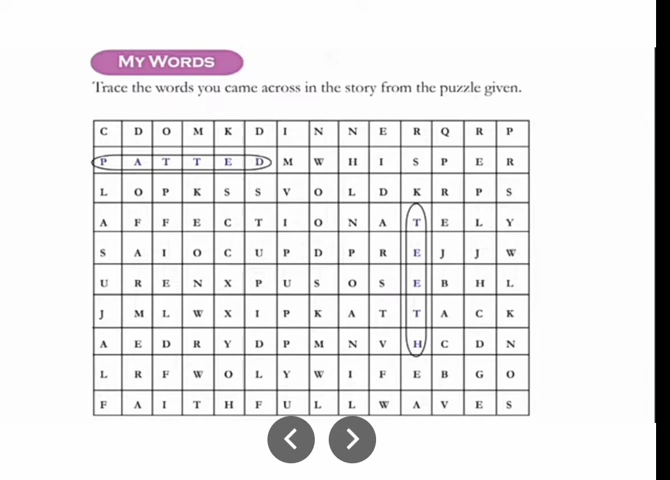 MY WORDS
Trace the words you came across in the story from the puzzle given.
C D O M K D I N N E R Q R P
P A T T E D M W H I S P E R
L O P K S S V O L D K R P S
A F F E C T I O N A T E L Y
S A I O C U P D P R E J J W
U R E N X P U S O S E B H L
J M L W X I P K A T T A C K
A E D R Y D P M N V H C D N
L R F W O L Y W I F E B G O
F A I T H F U L L W A V E S